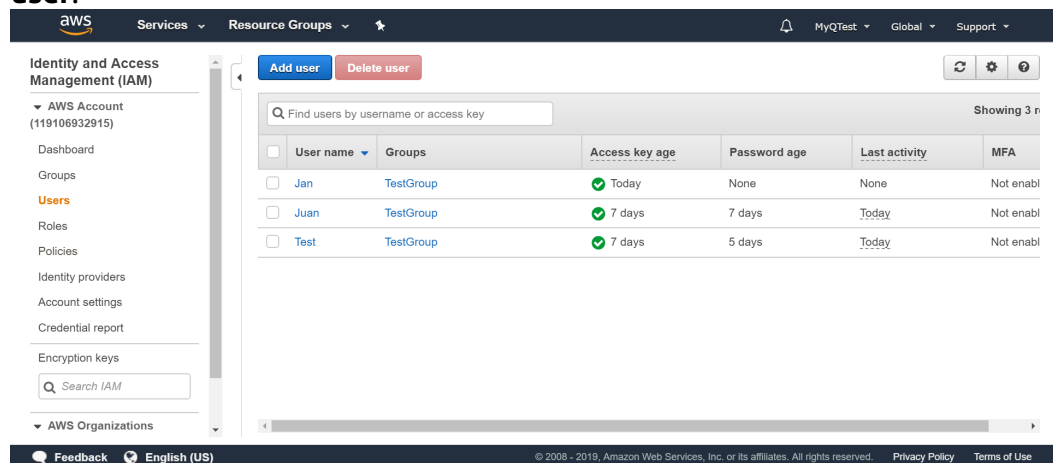 user:
aws Services Resource Groups MyQTest Global Support
Identity and Access
Management (IAM)
AWS Account
(119106932915)
Dashboard
Groups
Users
Roles
Policies
Identity providers
Account settings
Credential report
Encryption keys
Search IAM
AWS Organizations
Add user Delete user
Find users by username or access key Showing 3 r
User name Groups Access key age Password age Last activity MFA
Jan TestGroup Today None None Not enabl
Juan TestGroup 7 days 7 days Today Not enabl
Test TestGroup 7 days 5 days Today Not enabl
Feedback English (US) © 2008 - 2019, Amazon Web Services, Inc. or its affiliates. All rights reserved. Privacy Policy Terms of Use